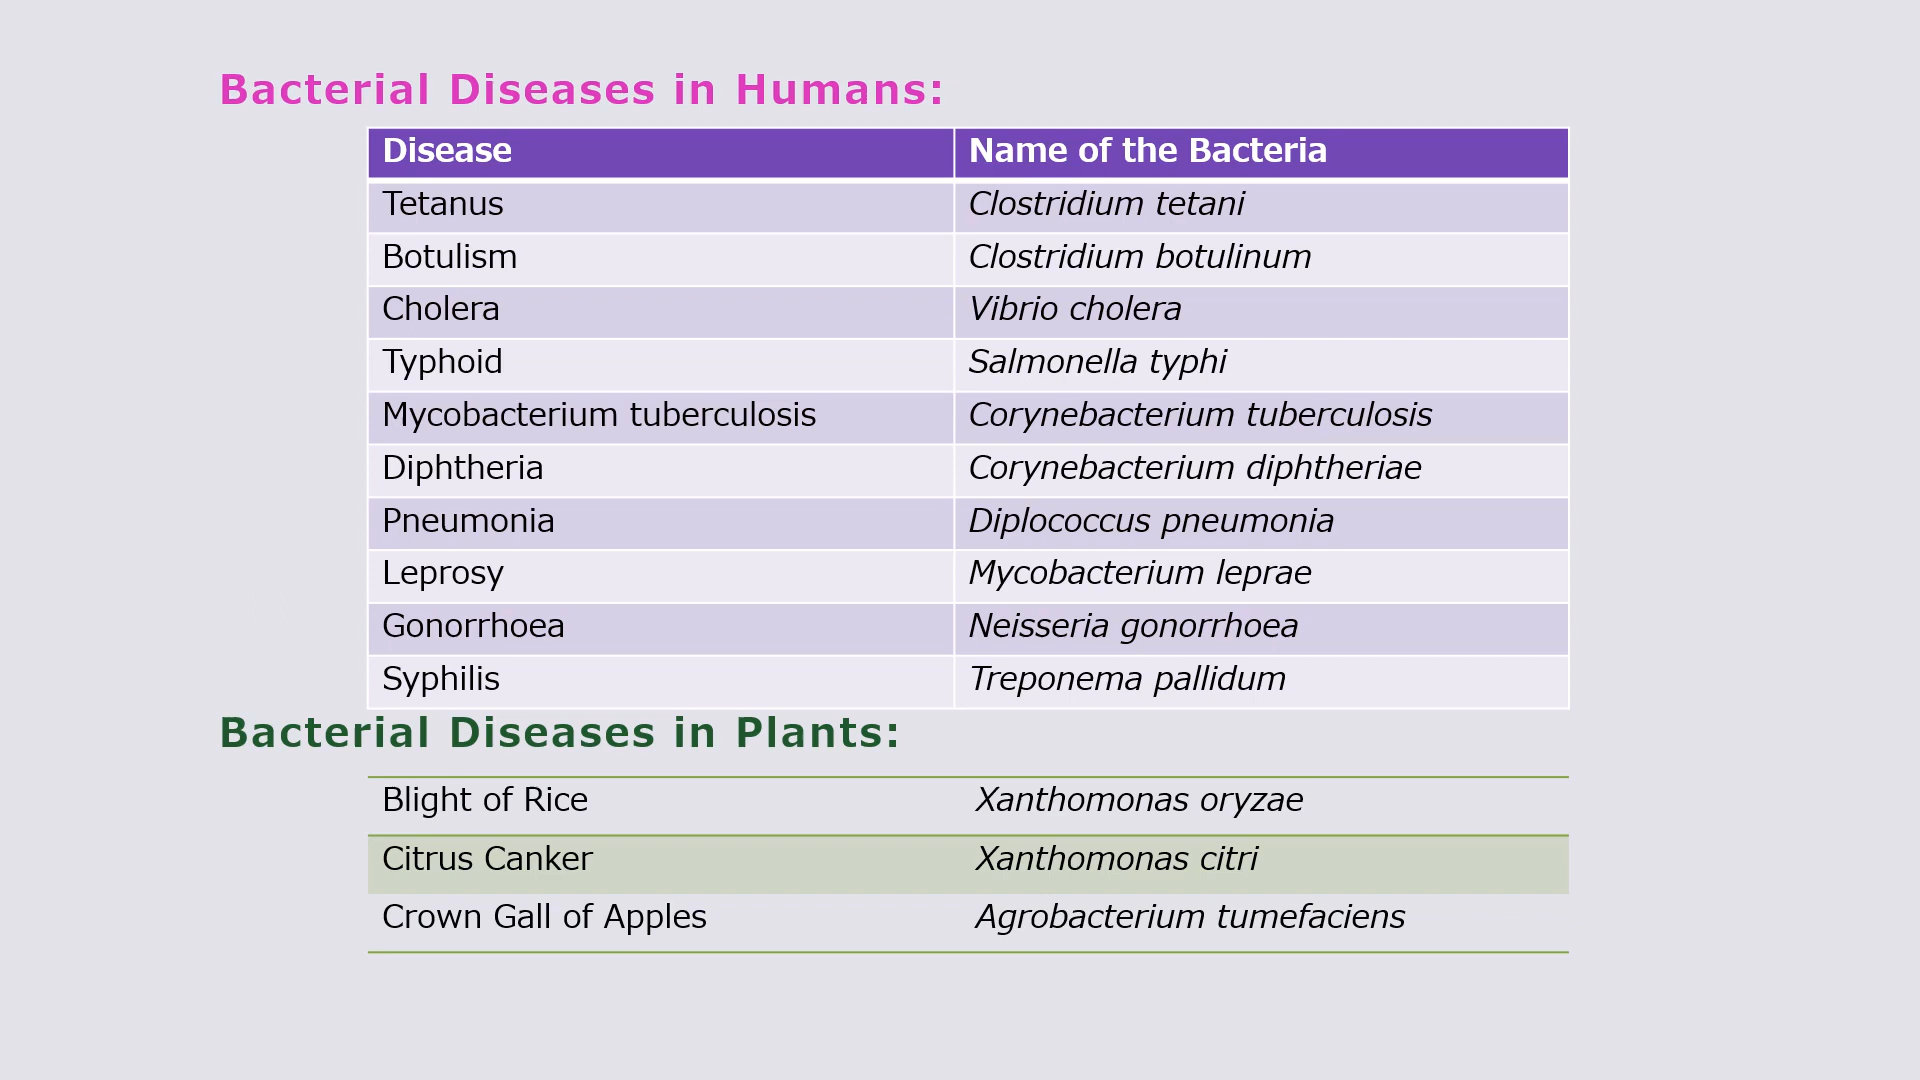 Bacterial Diseases in Humans:
Disease Name of the Bacteria
Tetanus Clostridium tetani
Botulism Clostridium botulinum
Cholera Vibrio cholera
Typhoid Salmonella typhi
Mycobacterium tuberculosis Corynebacterium tuberculosis
Diphtheria Corynebacterium diphtheriae
Pneumonia Diplococcus pneumonia
Leprosy Mycobacterium leprae
Gonorrhoea Neisseria gonorrhoea
Syphilis Treponema pallidum
Bacterial Diseases in Plants:
Blight of Rice Xanthomonas oryzae
Citrus Canker Xanthomonas citri
Crown Gall of Apples Agrobacterium tumefaciens